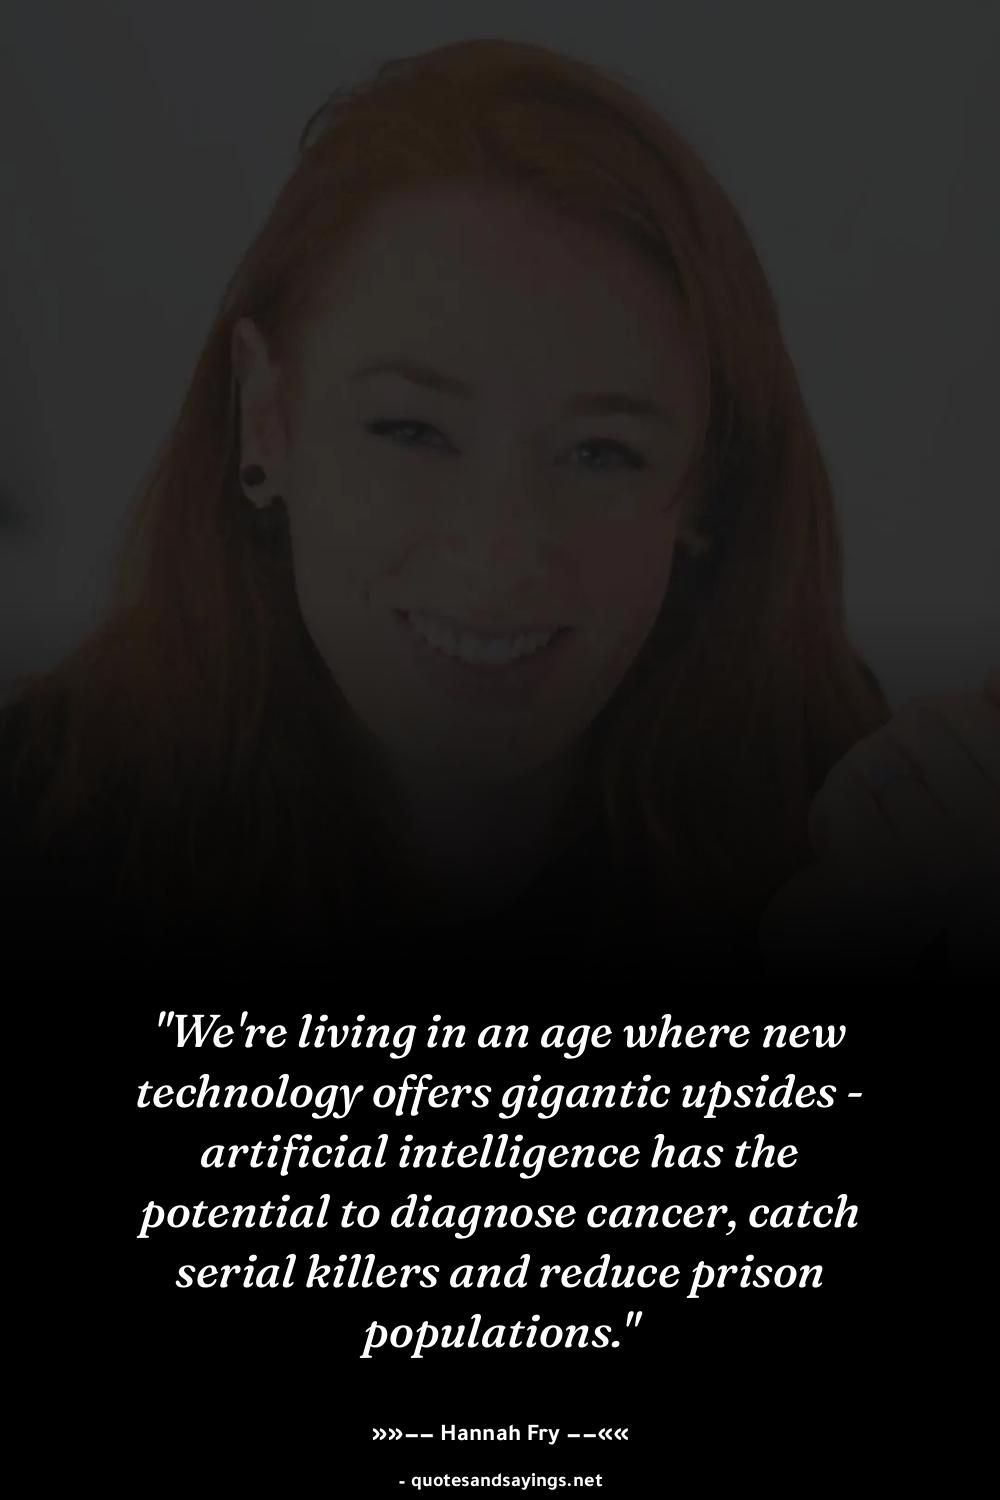 "We're living in an age where new
technology offers gigantic upsides -
artificial intelligence has the
potential to diagnose cancer, catch
serial killers and reduce prison
populations."
»»–– Hannah Fry ––««
- quotesandsayings.net